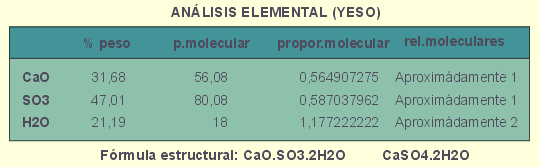 ANÁLISIS ELEMENTAL (YESO)
% peso p.molecular propor.molecular rel.moleculares
CaO 31,68 56,08 0,564907275 Aproximádamente 1
SO3 47,01 80,08 0,587037962 Aproximádamente 1
H2O 21,19 18 1,177222222 Aproximádamente 2
Fórmula estructural: CaO.SO3.2H2O CaSO4.2H2O